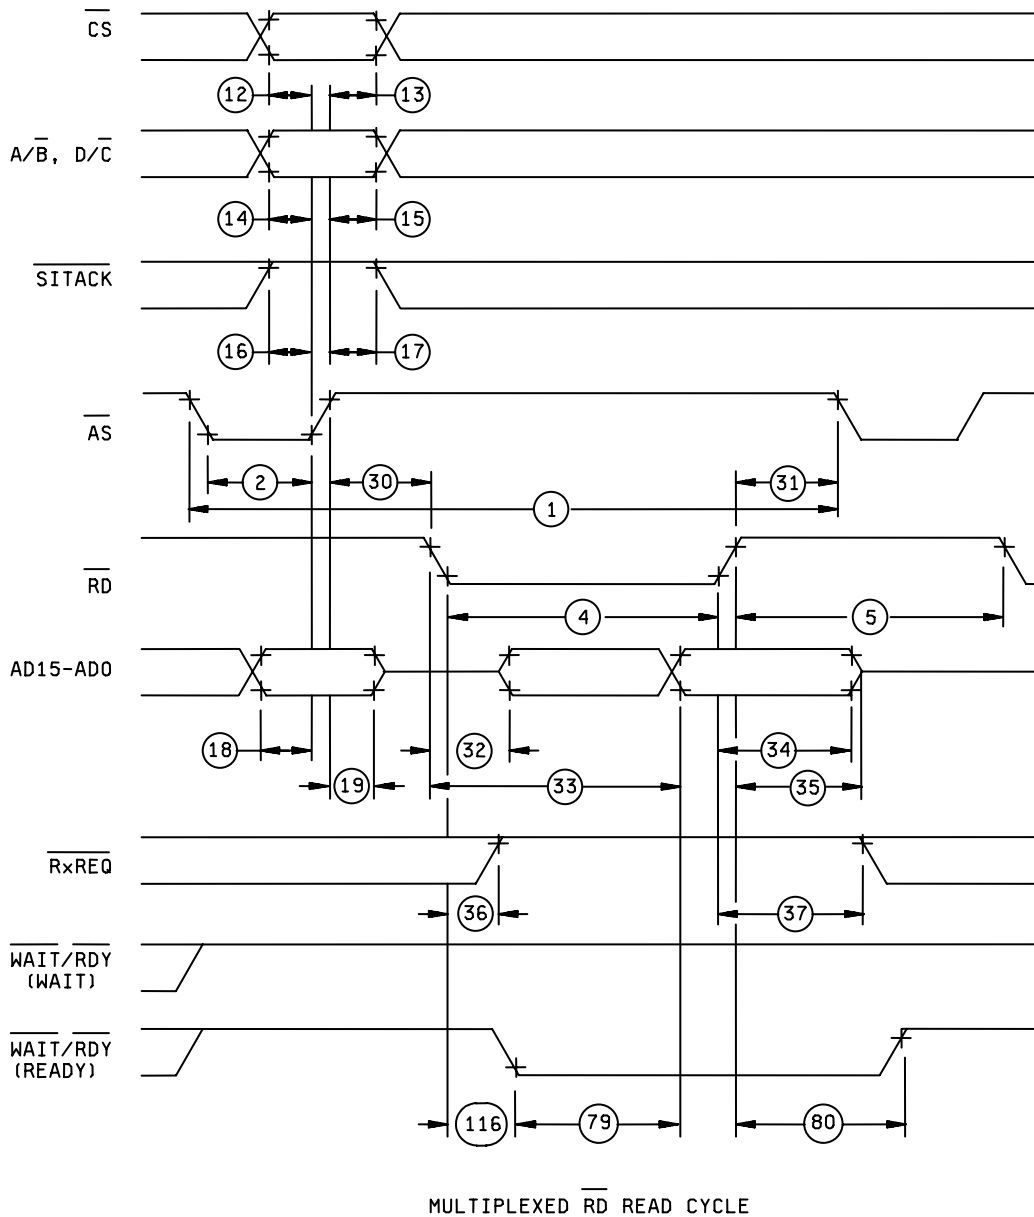 CS
12
13
A/B, D/C
14
15
SITACK
16
17
AS
2
30
31
1
RD
4
5
AD15-AD0
18
32
34
19
33
35
RxREQ
36
37
WAIT/RDY
(WAIT)
WAIT/RDY
(READY)
116
79
80
MULTIPLEXED RD READ CYCLE